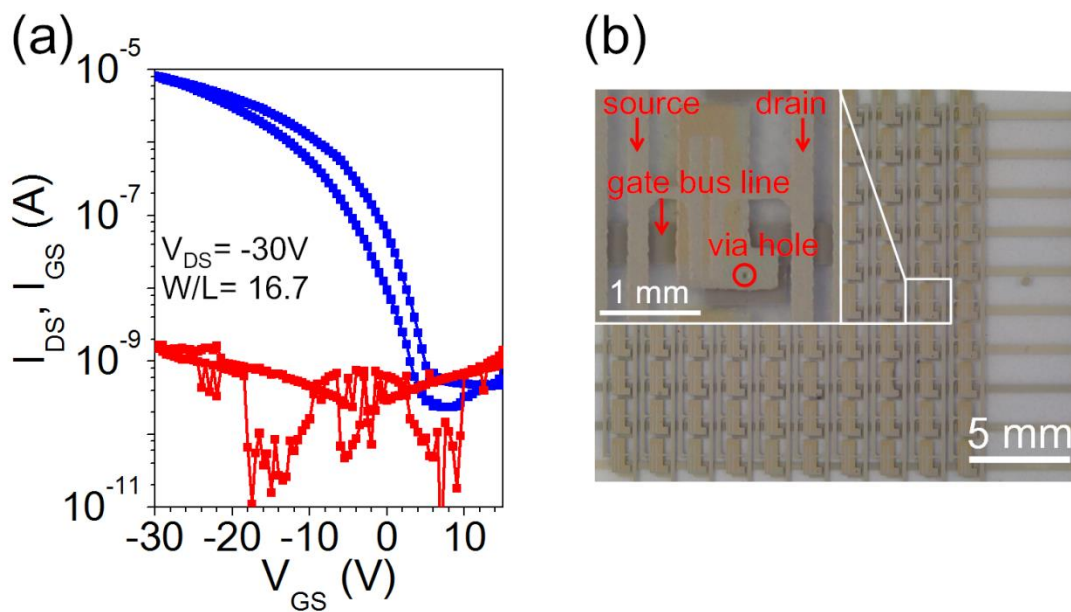 (a)
10⁻⁵
10⁻⁷
10⁻⁹
10⁻¹¹
I_DS, I_GS (A)
V_DS= -30V
W/L= 16.7
-30 -20 -10 0 10
V_GS (V)
(b)
source drain
gate bus line
via hole
1 mm
5 mm